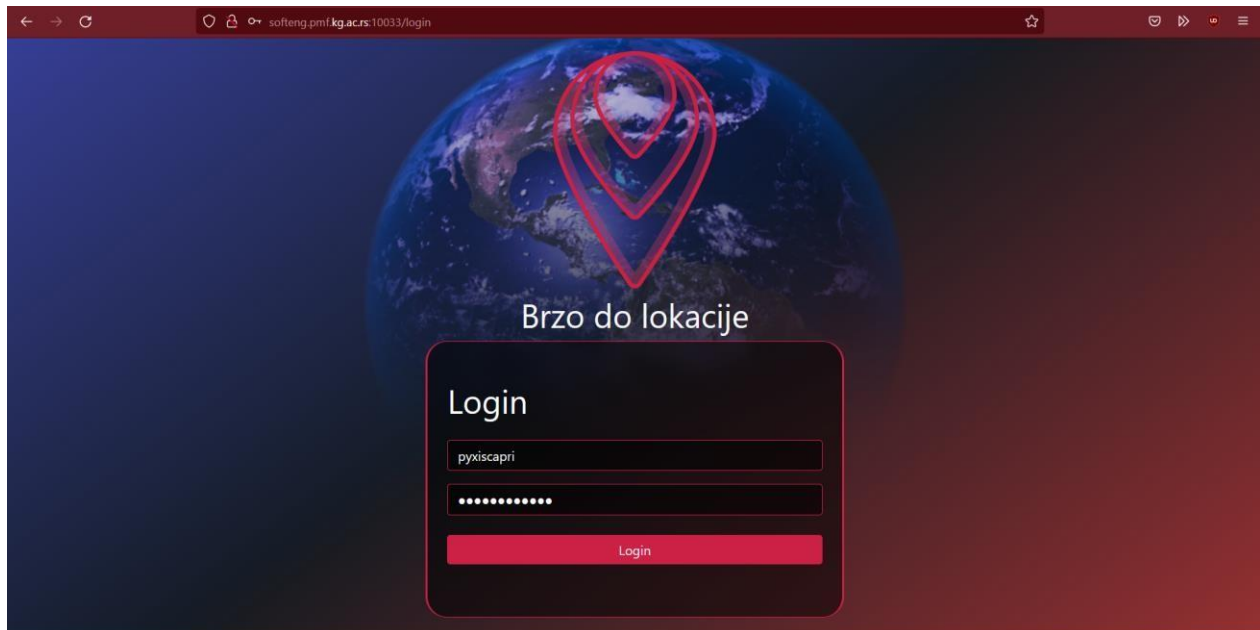 softeng.pmf.kg.ac.rs:10033/login
Brzo do lokacije
Login
pyxiscapri
••••••••••••
Login